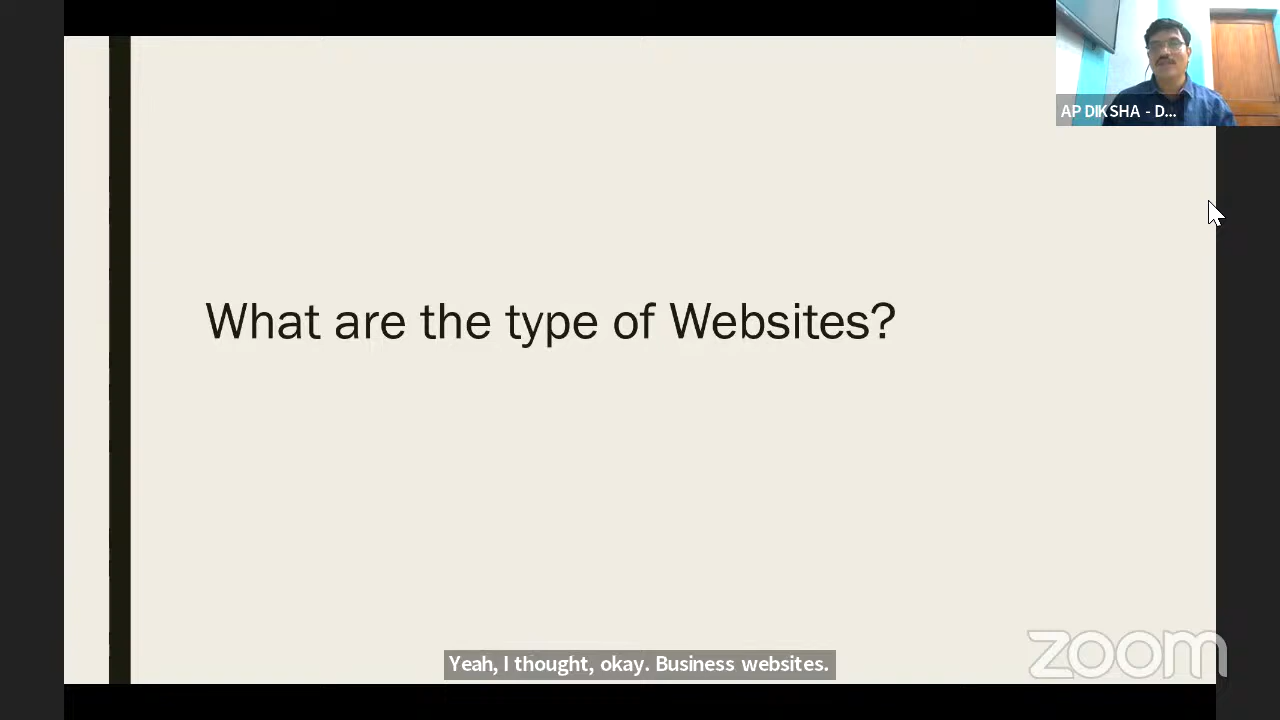 AP DIKSHA - D...
What are the type of Websites?
Yeah, I thought, okay. Business websites.
zoom